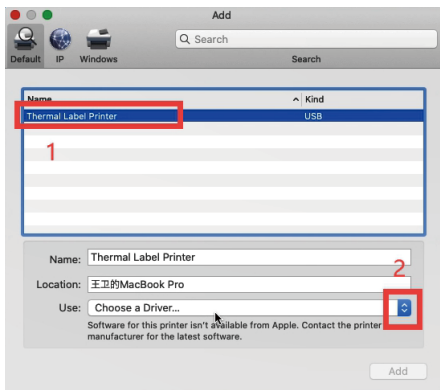 Add
Search
Default IP Windows
Search
Name Kind
Thermal Label Printer USB
1
Name: Thermal Label Printer
2
Location: 王卫的MacBook Pro
Use: Choose a Driver...
Software for this printer isn't available from Apple. Contact the printer
manufacturer for the latest software.
Add